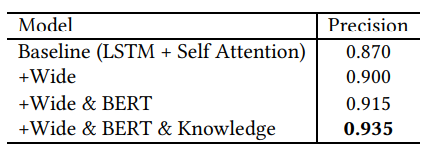 Model Precision
Baseline (LSTM + Self Attention) 0.870
+Wide 0.900
+Wide & BERT 0.915
+Wide & BERT & Knowledge 0.935